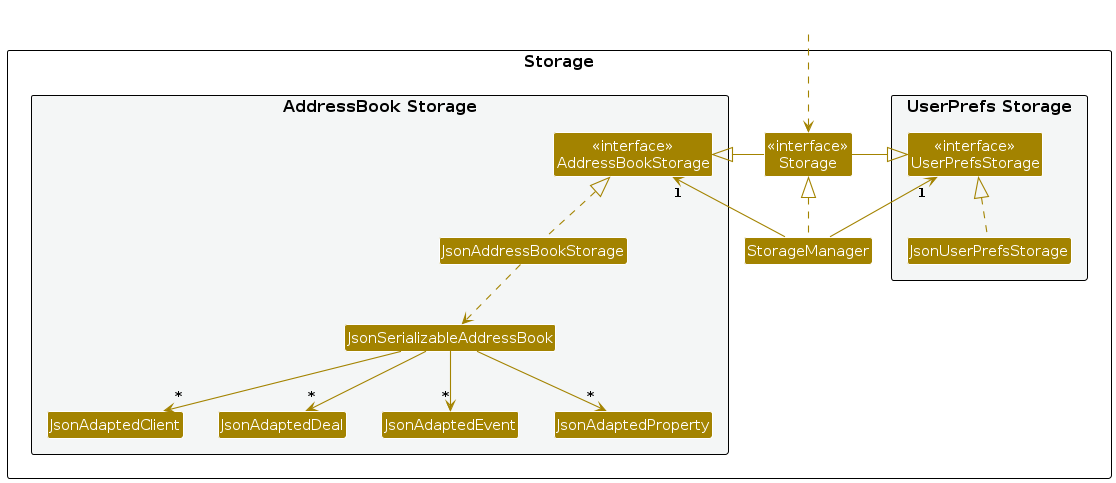 Storage
AddressBook Storage
UserPrefs Storage
«interface»
AddressBookStorage
«interface»
Storage
«interface»
UserPrefsStorage
1
1
JsonAddressBookStorage
StorageManager
JsonUserPrefsStorage
JsonSerializableAddressBook
*
*
*
*
JsonAdaptedClient
JsonAdaptedDeal
JsonAdaptedEvent
JsonAdaptedProperty